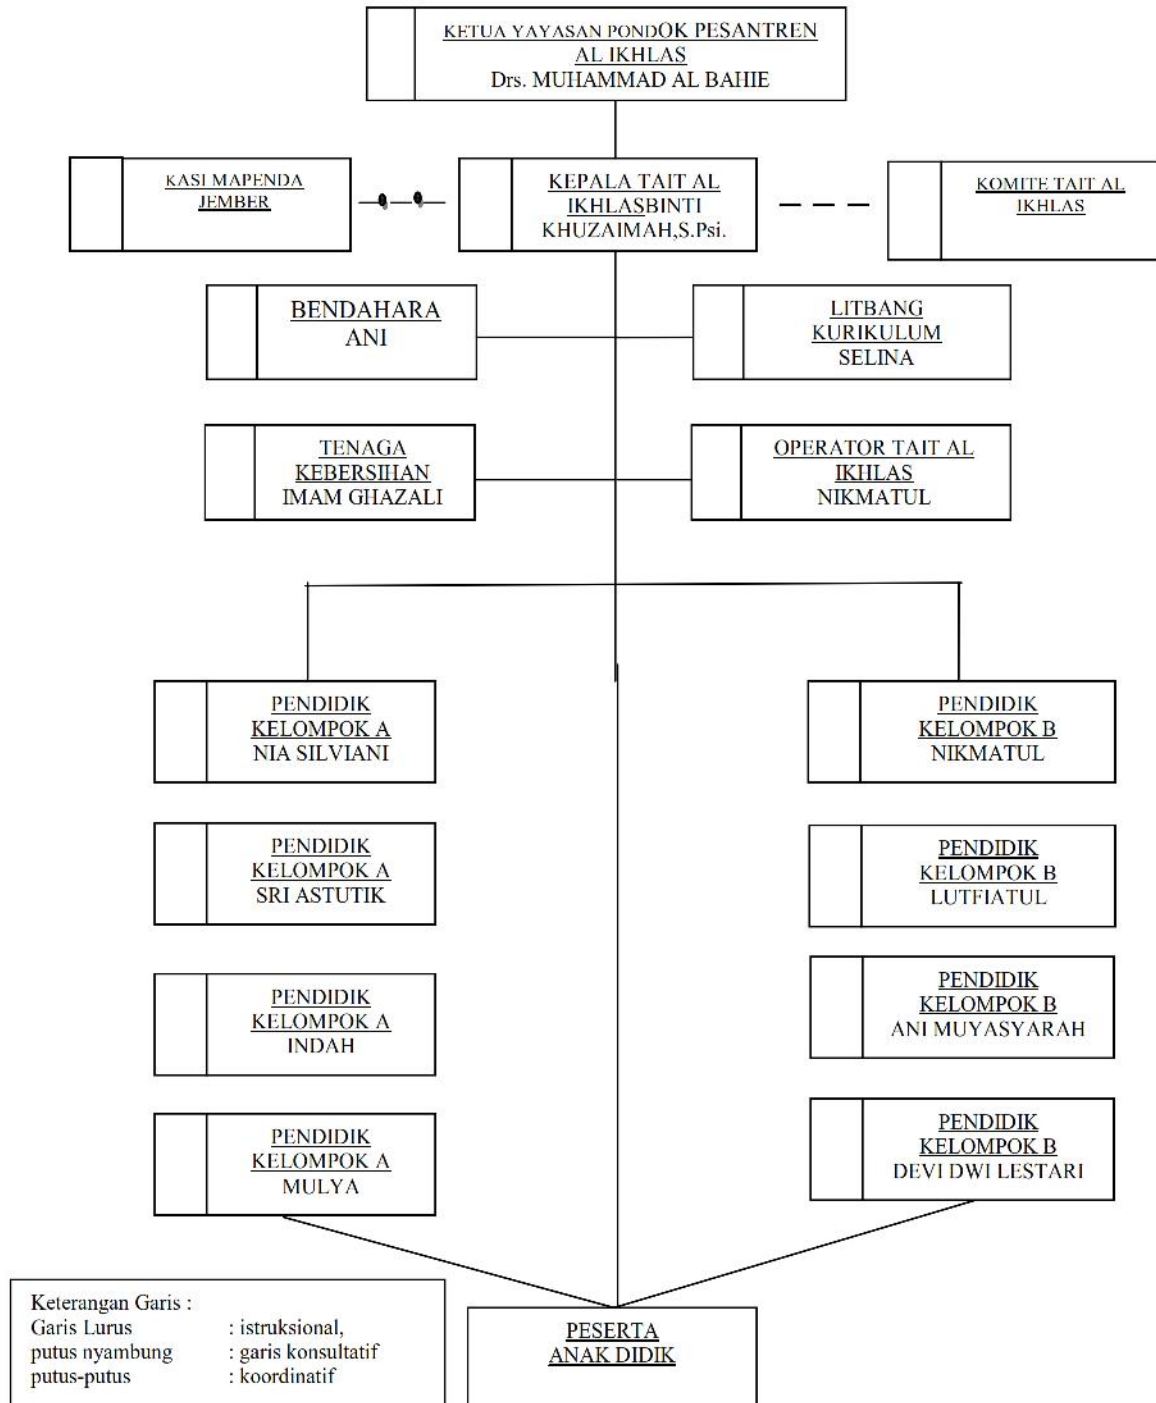 KETUA YAYASAN PONDOK PESANTREN
AL IKHLAS
Drs. MUHAMMAD AL BAHIE
KASI MAPENDA
JEMBER
KEPALA TAIT AL
IKHLASBINTI
KHUZAIMAH,S.Psi.
KOMITE TAIT AL
IKHLAS
BENDAHARA
ANI
LITBANG
KURIKULUM
SELINA
TENAGA
KEBERSIHAN
IMAM GHAZALI
OPERATOR TAIT AL
IKHLAS
NIKMATUL
PENDIDIK
KELOMPOK A
NIA SILVIANI
PENDIDIK
KELOMPOK B
NIKMATUL
PENDIDIK
KELOMPOK A
SRI ASTUTIK
PENDIDIK
KELOMPOK B
LUTFIATUL
PENDIDIK
KELOMPOK A
INDAH
PENDIDIK
KELOMPOK B
ANI MUYASYARAH
PENDIDIK
KELOMPOK A
MULYA
PENDIDIK
KELOMPOK B
DEVI DWI LESTARI
Keterangan Garis :
Garis Lurus : istruksional,
putus nyambung : garis konsultatif
putus-putus : koordinatif
PESERTA
ANAK DIDIK